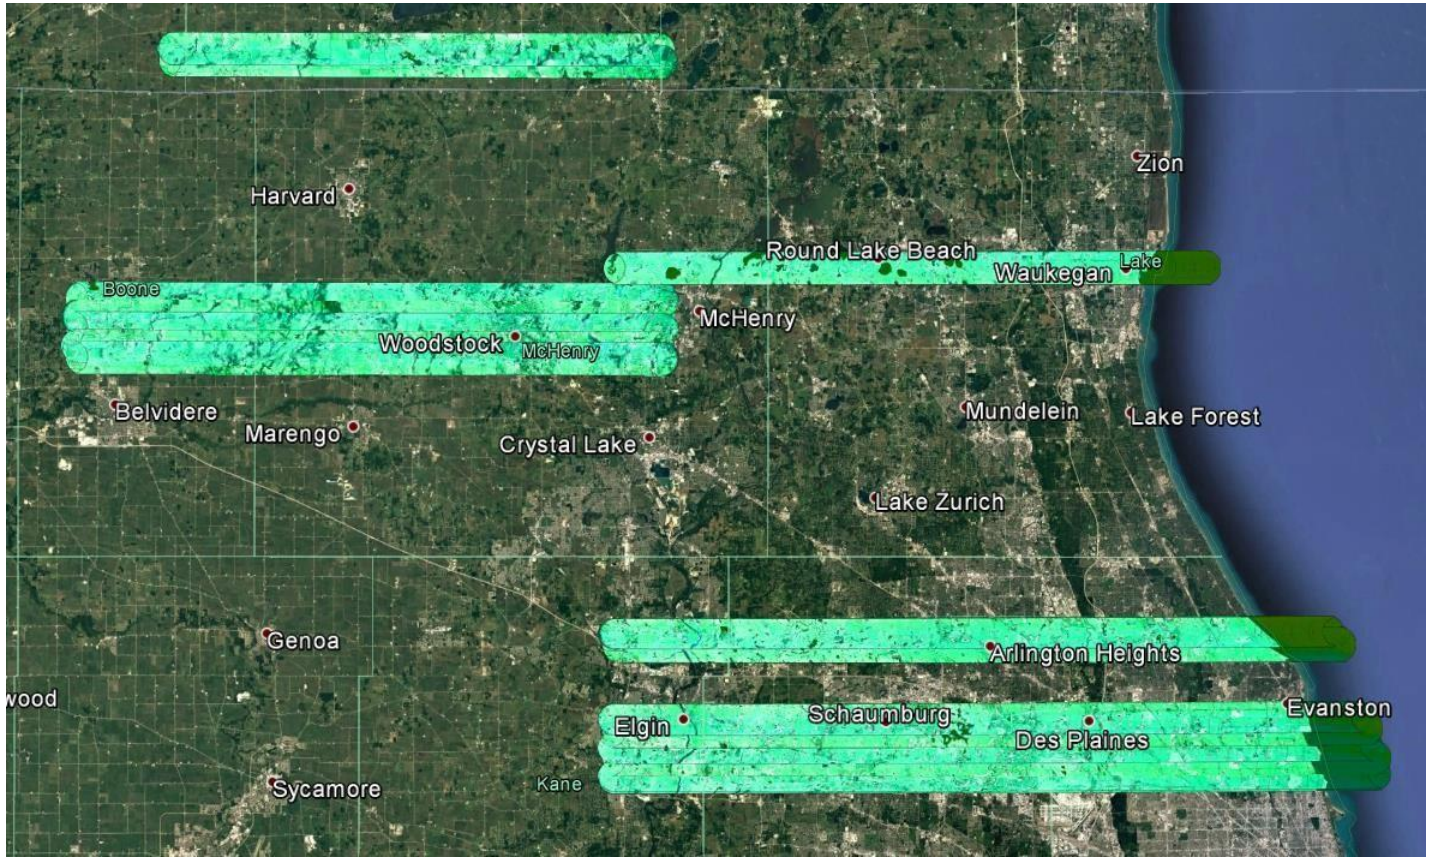 Zion
Harvard
Round Lake Beach
Lake
Waukegan
Boone
McHenry
Woodstock
McHenry
Belvidere
Mundelein
Lake Forest
Marengo
Crystal Lake
Lake Zurich
Genoa
Arlington Heights
wood
Evanston
Schaumburg
Elgin
Des Plaines
Kane
Sycamore